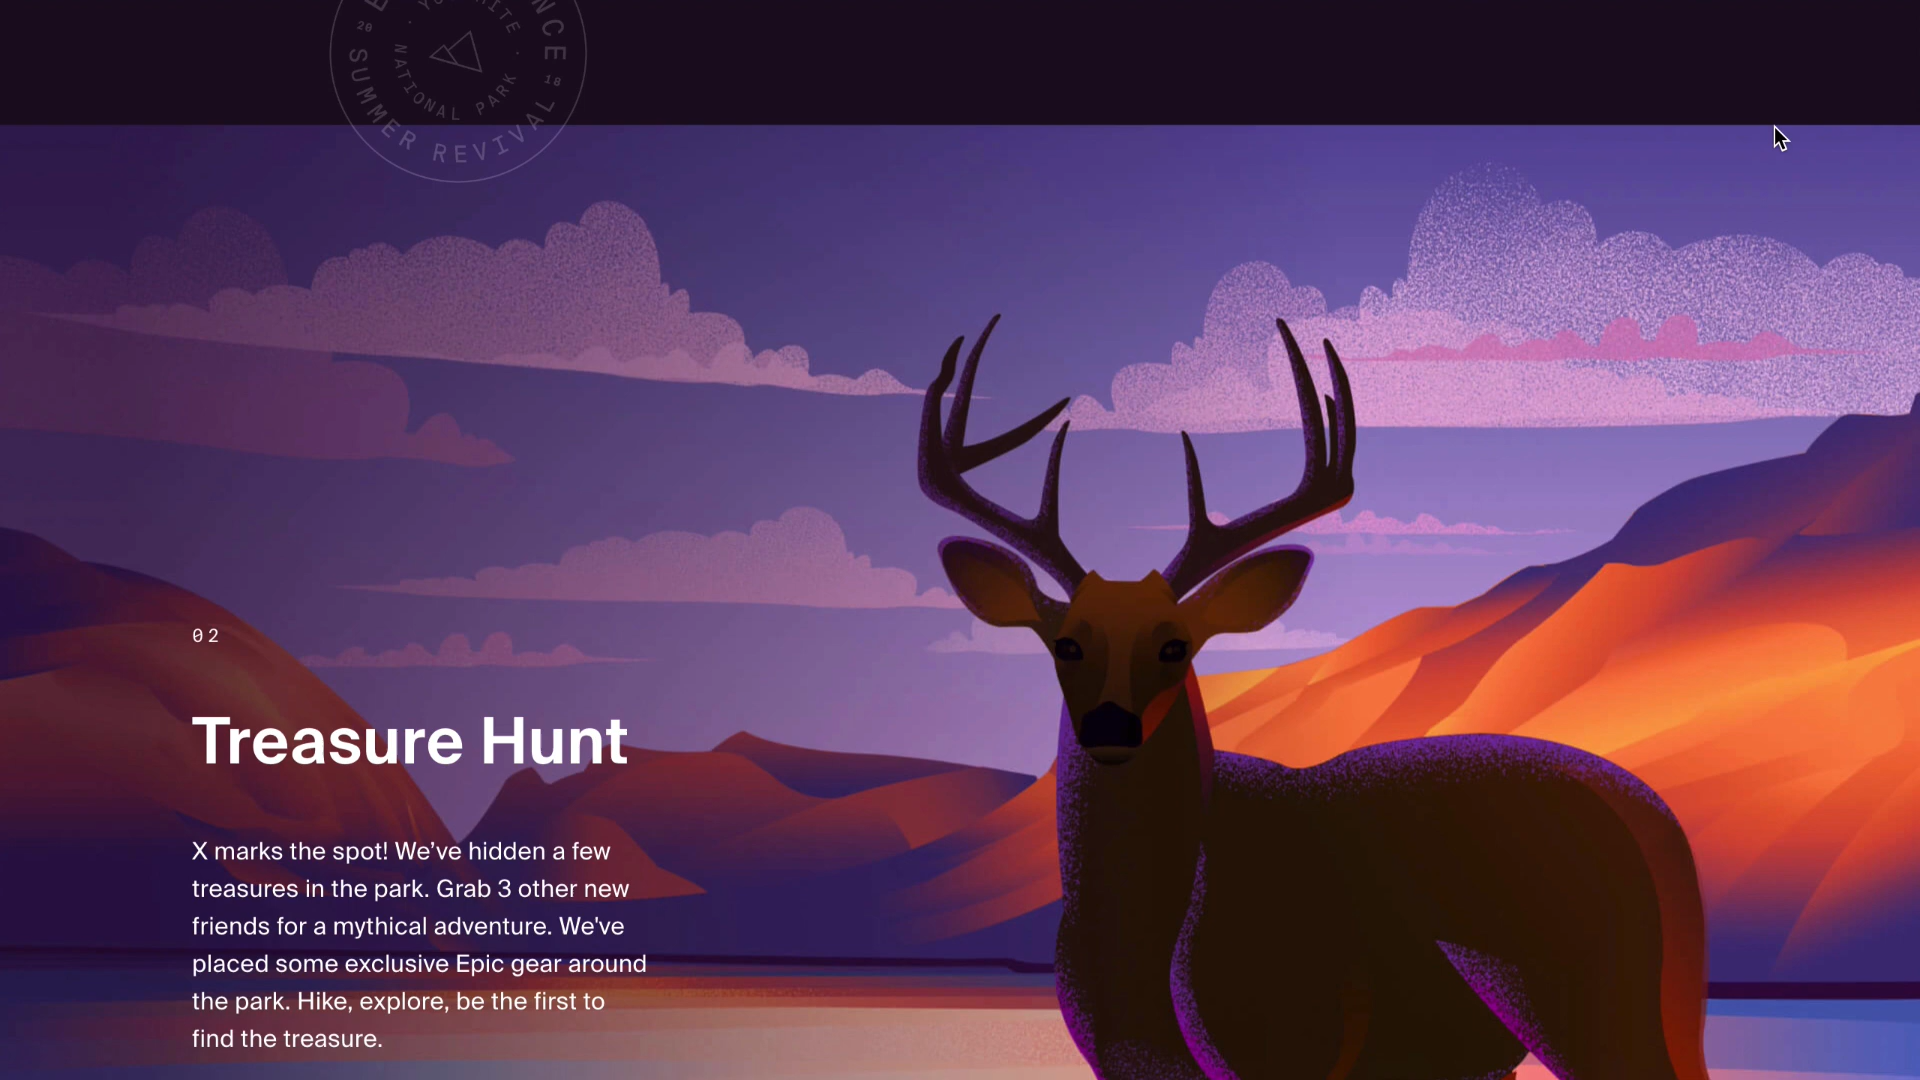 20
18
SUMMER REVIVAL
NATIONAL PARK
02
Treasure Hunt
X marks the spot! We’ve hidden a few
treasures in the park. Grab 3 other new
friends for a mythical adventure. We've
placed some exclusive Epic gear around
the park. Hike, explore, be the first to
find the treasure.